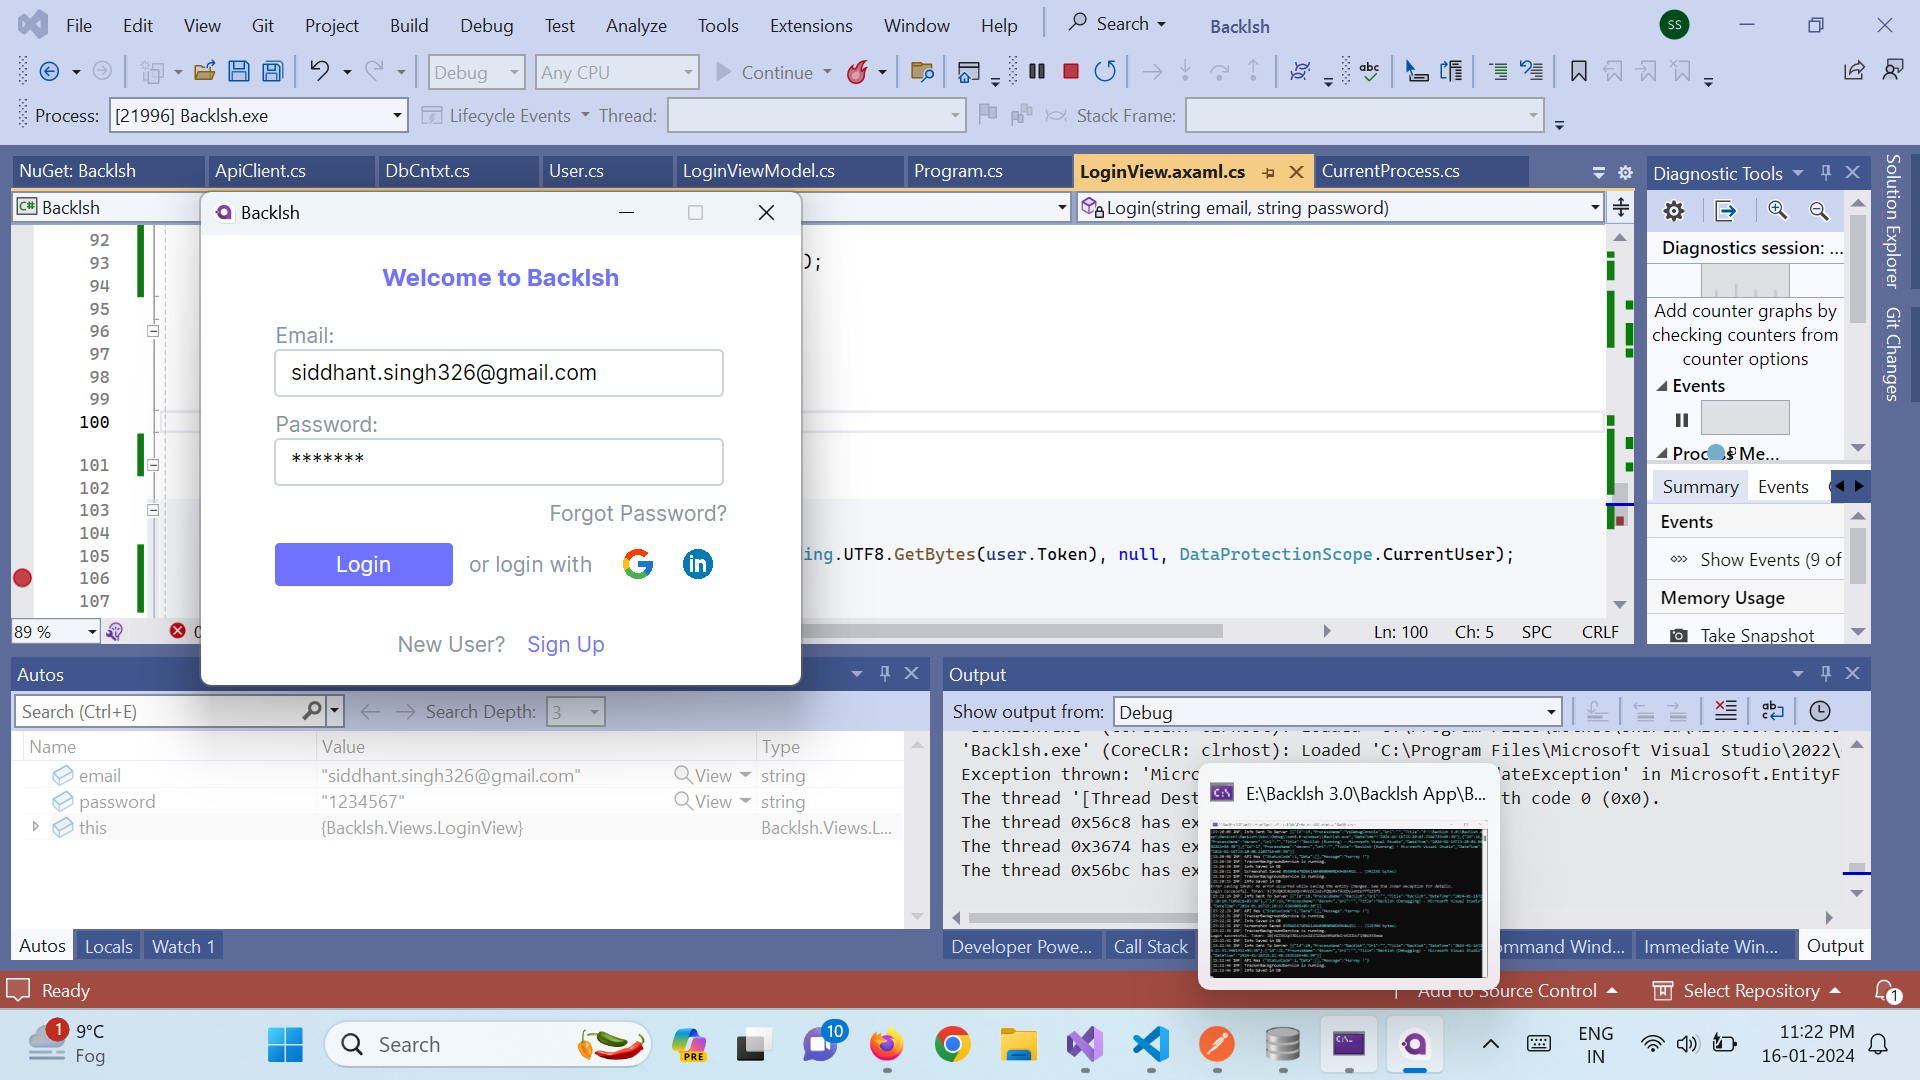 File Edit View Git Project Build Debug Test Analyze Tools Extensions Window Help Search Backlsh SS
Debug Any CPU Continue
Process: [21996] Backlsh.exe Lifecycle Events Thread: Stack Frame:
NuGet: Backlsh ApiClient.cs DbCntxt.cs User.cs LoginViewModel.cs Program.cs LoginView.axaml.cs CurrentProcess.cs
Backlsh Login(string email, string password)
92
93
94
95
96
97
98
99
100
101
102
103
104
105
106
107
);
ing.UTF8.GetBytes(user.Token), null, DataProtectionScope.CurrentUser);
89 % 0 Ln: 100 Ch: 5 SPC CRLF
Backlsh
Welcome to Backlsh
Email:
siddhant.singh326@gmail.com
Password:
*******
Forgot Password?
Login or login with
New User? Sign Up
Diagnostic Tools
Diagnostics session: ...
Add counter graphs by
checking counters from
counter options
Events
Summary Events
Events
Show Events (9 of
Memory Usage
Take Snapshot
Solution Explorer
Git Changes
Autos
Search (Ctrl+E) Search Depth: 3
Name Value Type
email "siddhant.singh326@gmail.com" View string
password "1234567" View string
this {Backlsh.Views.LoginView} Backlsh.Views.L...
Autos Locals Watch 1
Output
Show output from: Debug
'Backlsh.exe' (CoreCLR: clrhost): Loaded 'C:\Program Files\Microsoft Visual Studio\2022\
Exception thrown: 'Micro ateException' in Microsoft.EntityF
The thread '[Thread Dest th code 0 (0x0).
The thread 0x56c8 has ex
The thread 0x3674 has ex
The thread 0x56bc has ex
E:\Backlsh 3.0\Backlsh App\B...
Developer Powe... Call Stack ommand Wind... Immediate Win... Output
Ready Add to Source Control Select Repository 1
1 9°C
Fog
Search
PRE
10
ENG
IN
11:22 PM
16-01-2024